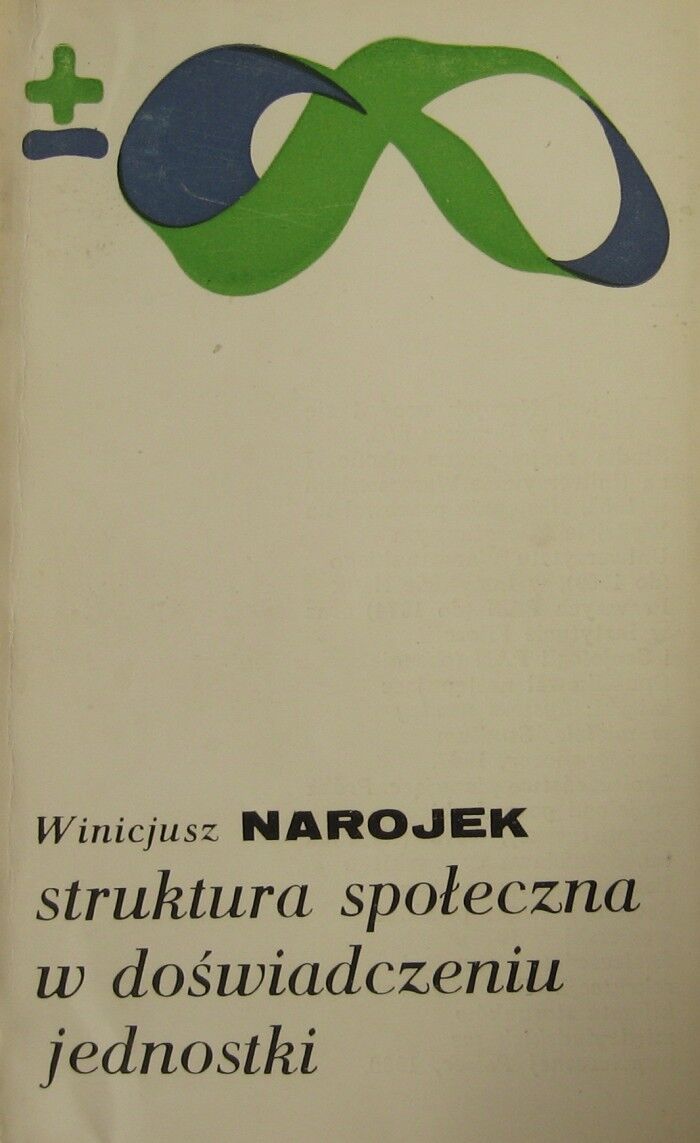 ±
Winicjusz NAROJEK
struktura społeczna
w doświadczeniu
jednostki